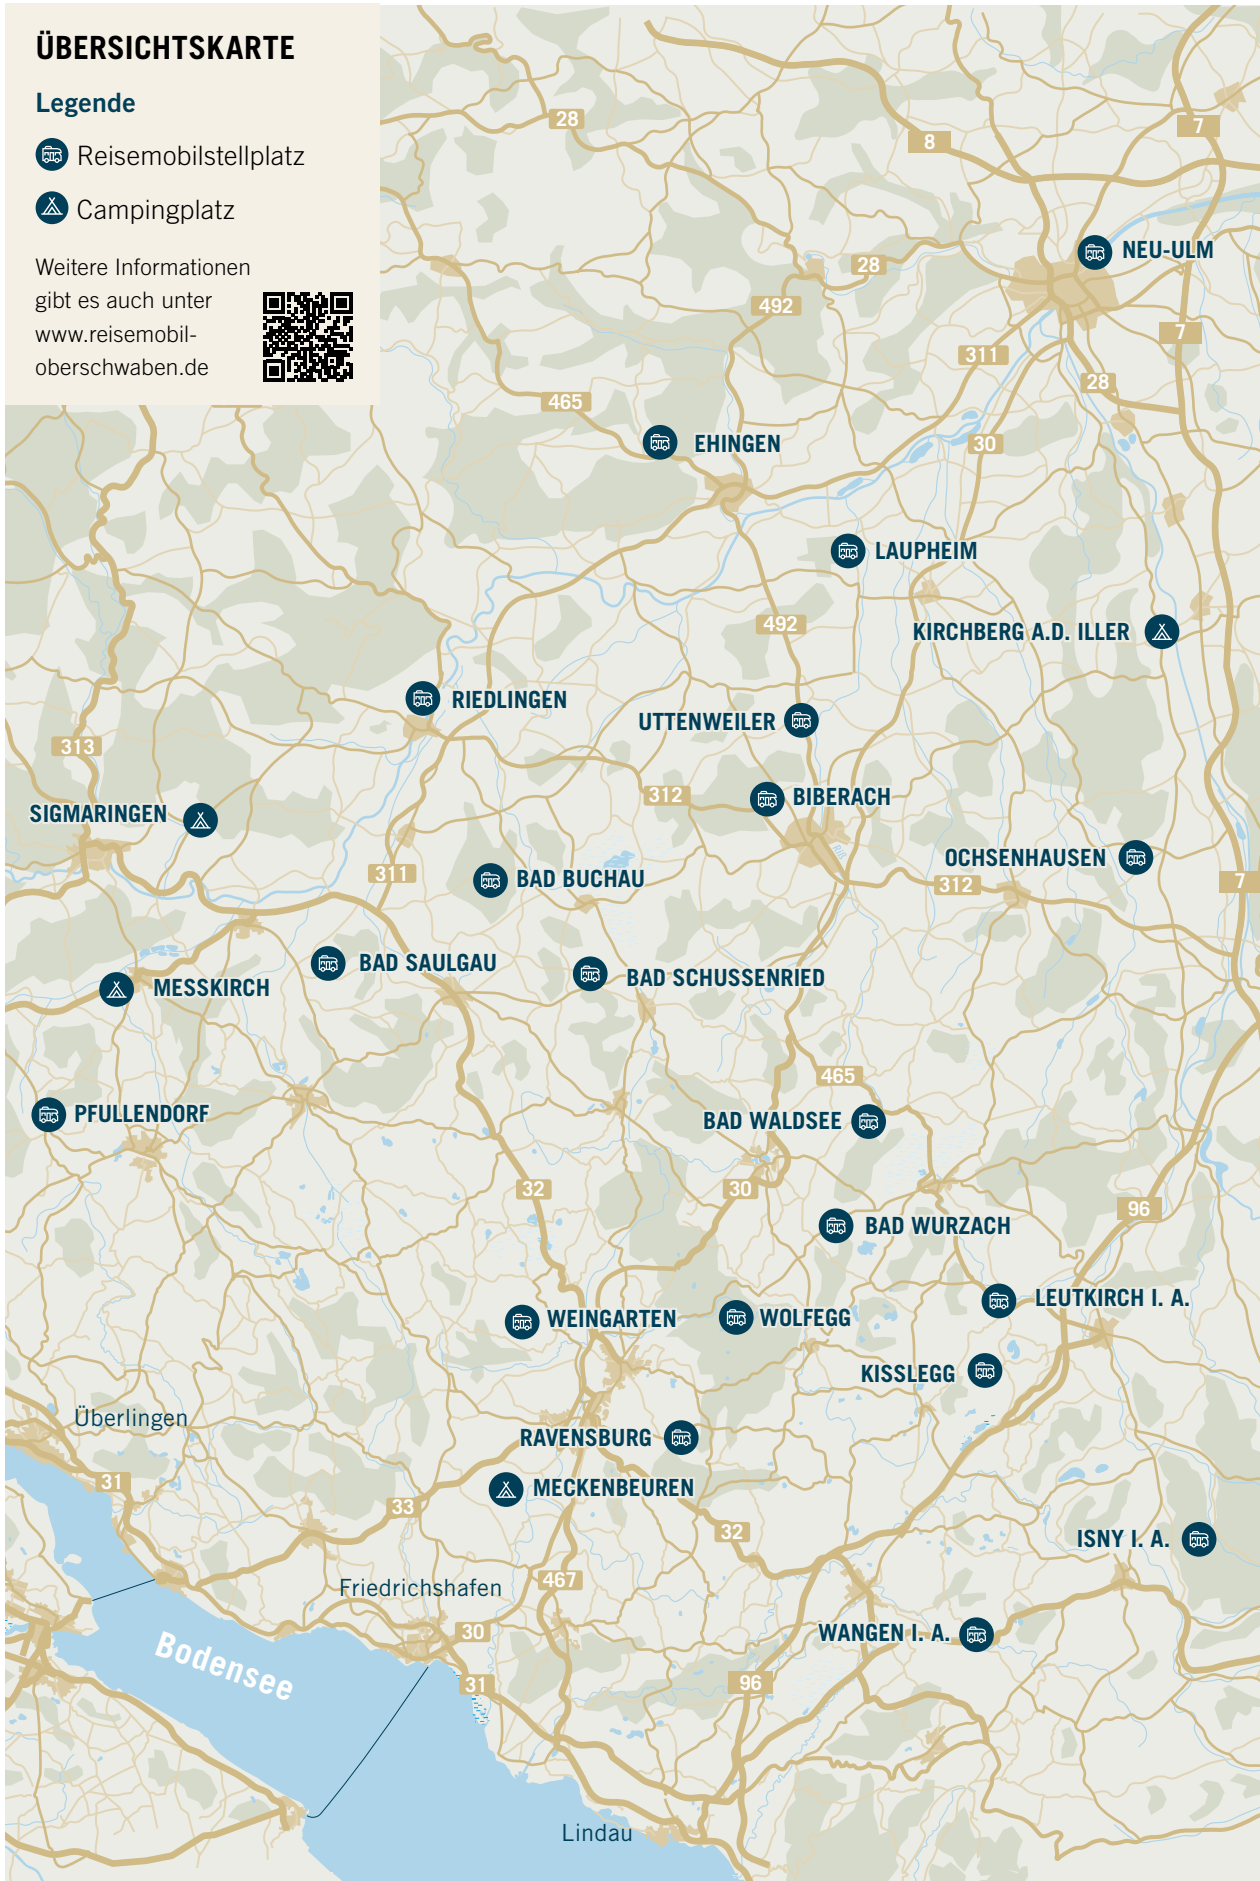 ÜBERSICHTSKARTE
Legende
Reisemobilstellplatz
Campingplatz
Weitere Informationen
gibt es auch unter
www.reisemobil-
oberschwaben.de
28
8
7
NEU-ULM
28
492
7
311
28
465
EHINGEN
30
LAUPHEIM
492
KIRCHBERG A.D. ILLER
RIEDLINGEN
UTTENWEILER
313
312
BIBERACH
SIGMARINGEN
Riß
OCHSENHAUSEN
311
BAD BUCHAU
312
7
BAD SAULGAU
BAD SCHUSSENRIED
MESSKIRCH
465
PFULLENDORF
BAD WALDSEE
32
30
96
BAD WURZACH
LEUTKIRCH I. A.
WEINGARTEN
WOLFEGG
KISSLEGG
Überlingen
RAVENSBURG
31
MECKENBEUREN
33
32
ISNY I. A.
467
Friedrichshafen
30
WANGEN I. A.
Bodensee
31
96
Lindau